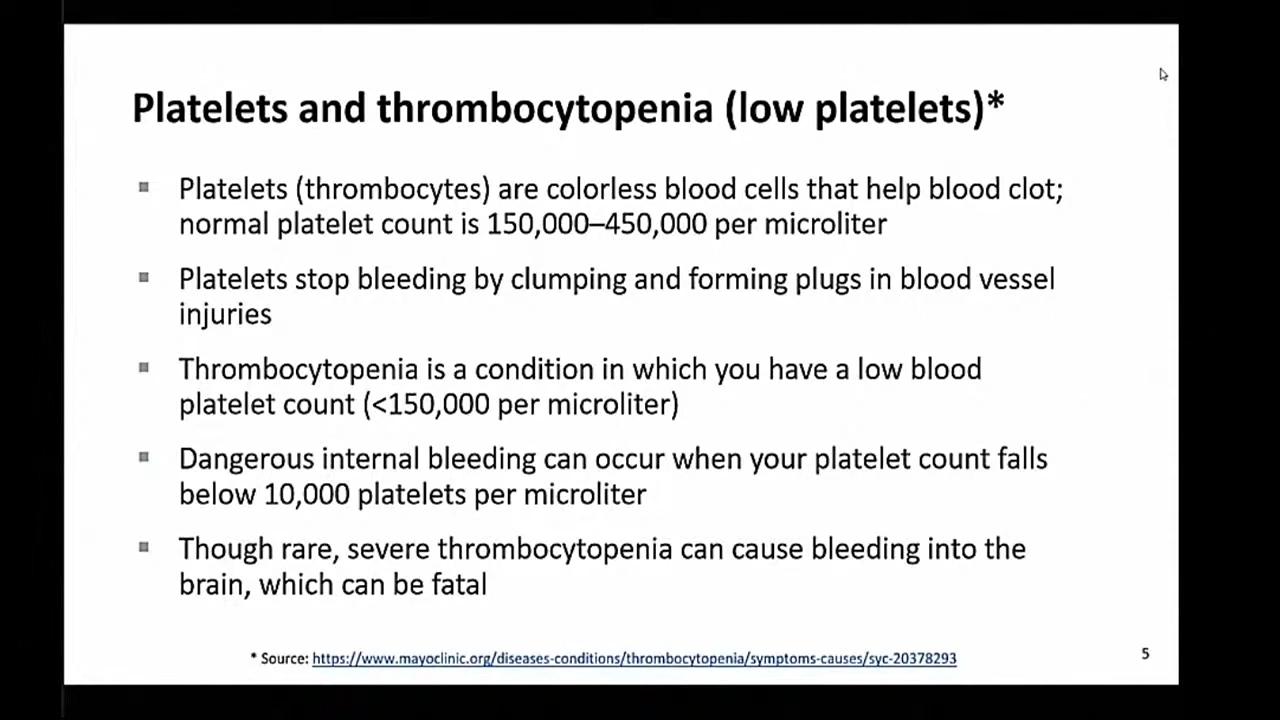 Platelets and thrombocytopenia (low platelets)*
▪ Platelets (thrombocytes) are colorless blood cells that help blood clot;
normal platelet count is 150,000–450,000 per microliter
▪ Platelets stop bleeding by clumping and forming plugs in blood vessel
injuries
▪ Thrombocytopenia is a condition in which you have a low blood
platelet count (<150,000 per microliter)
▪ Dangerous internal bleeding can occur when your platelet count falls
below 10,000 platelets per microliter
▪ Though rare, severe thrombocytopenia can cause bleeding into the
brain, which can be fatal
* Source: https://www.mayoclinic.org/diseases-conditions/thrombocytopenia/symptoms-causes/syc-20378293
5